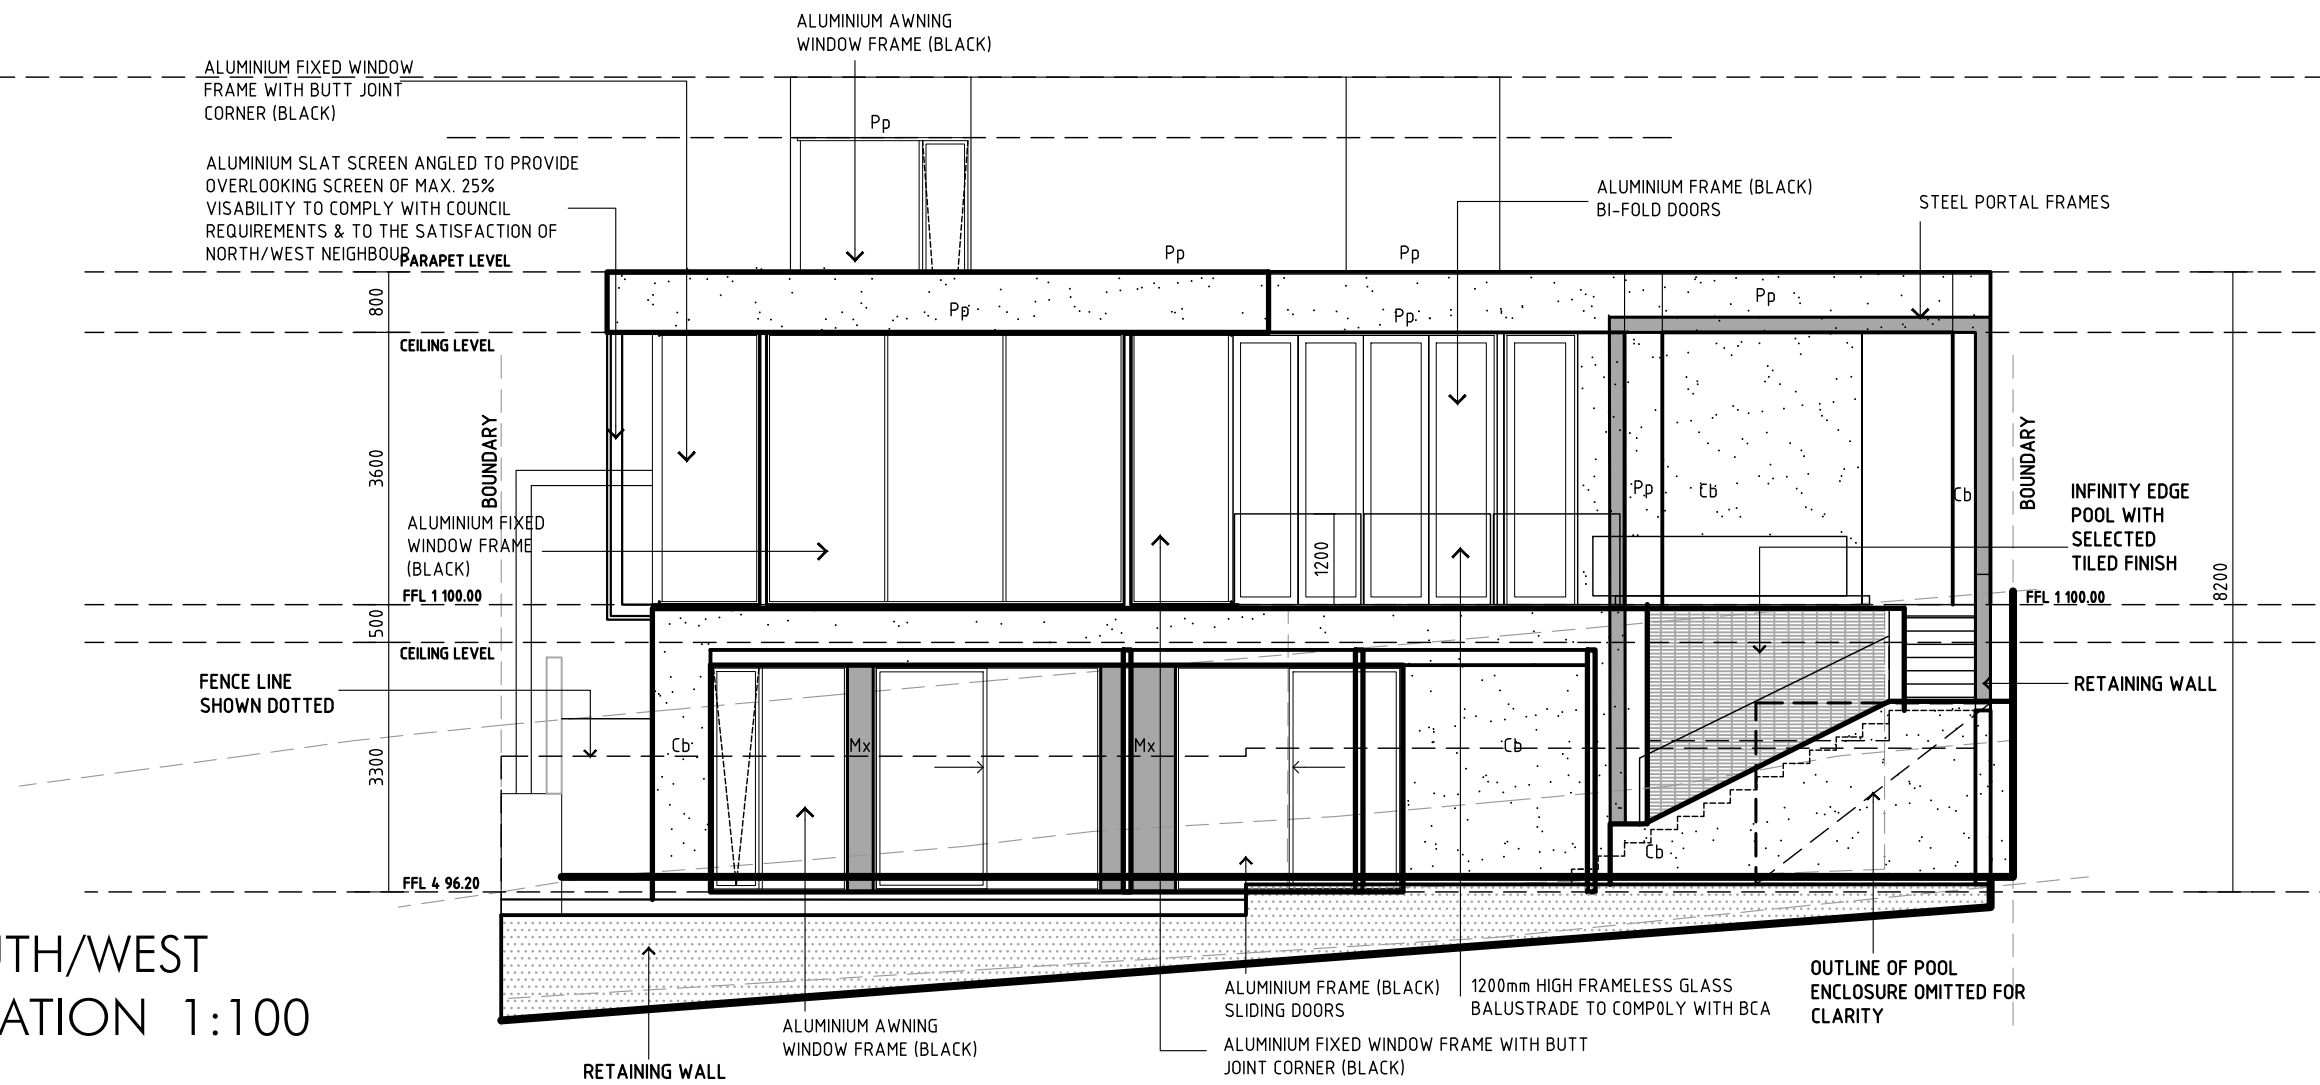 ALUMINIUM AWNING
WINDOW FRAME (BLACK)
ALUMINIUM FIXED WINDOW
FRAME WITH BUTT JOINT
CORNER (BLACK)
Pp
ALUMINIUM SLAT SCREEN ANGLED TO PROVIDE
OVERLOOKING SCREEN OF MAX. 25%
VISABILITY TO COMPLY WITH COUNCIL
REQUIREMENTS & TO THE SATISFACTION OF
NORTH/WEST NEIGHBOUR
ALUMINIUM FRAME (BLACK)
BI-FOLD DOORS
STEEL PORTAL FRAMES
PARAPET LEVEL
Pp
Pp
800
Pp
Pp
Pp
CEILING LEVEL
3600
BOUNDARY
BOUNDARY
Pp
Cb
Cb
INFINITY EDGE
POOL WITH
SELECTED
TILED FINISH
ALUMINIUM FIXED
WINDOW FRAME
(BLACK)
1200
8200
FFL 1 100.00
FFL 1 100.00
500
CEILING LEVEL
FENCE LINE
SHOWN DOTTED
RETAINING WALL
3300
Cb
Mx
Mx
Cb
Cb
FFL 4 96.20
UTH/WEST
ATION 1:100
OUTLINE OF POOL
ENCLOSURE OMITTED FOR
CLARITY
ALUMINIUM FRAME (BLACK)
SLIDING DOORS
1200mm HIGH FRAMELESS GLASS
BALUSTRADE TO COMPOLY WITH BCA
ALUMINIUM AWNING
WINDOW FRAME (BLACK)
ALUMINIUM FIXED WINDOW FRAME WITH BUTT
JOINT CORNER (BLACK)
RETAINING WALL